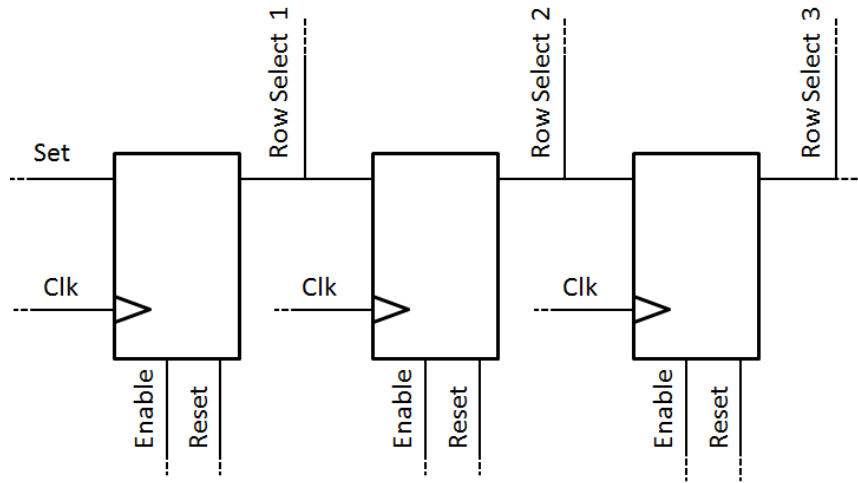 Row Select 1
Row Select 2
Row Select 3
Set
Clk
Clk
Clk
Enable
Reset
Enable
Reset
Enable
Reset